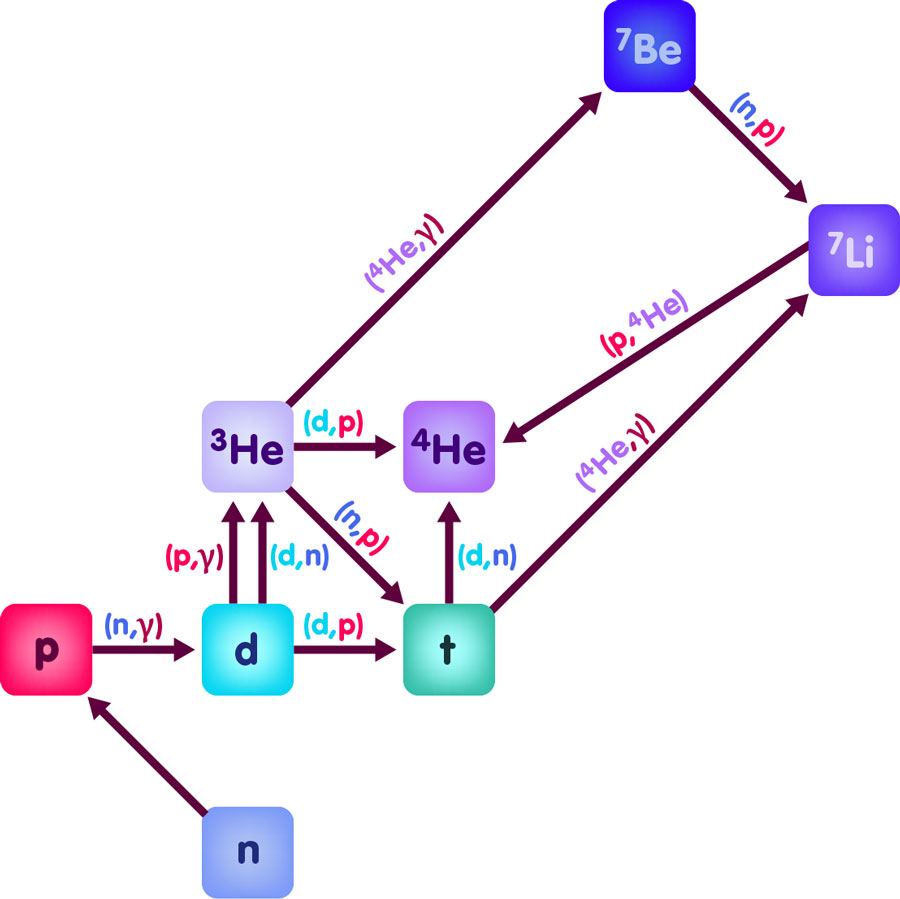 ⁷Be
(n,p)
⁷Li
(⁴He,γ)
(p,⁴He)
³He
(d,p)
⁴He
(⁴He,γ)
(n,p)
(p,γ)
(d,n)
(d,n)
p
(n,γ)
d
(d,p)
t
n